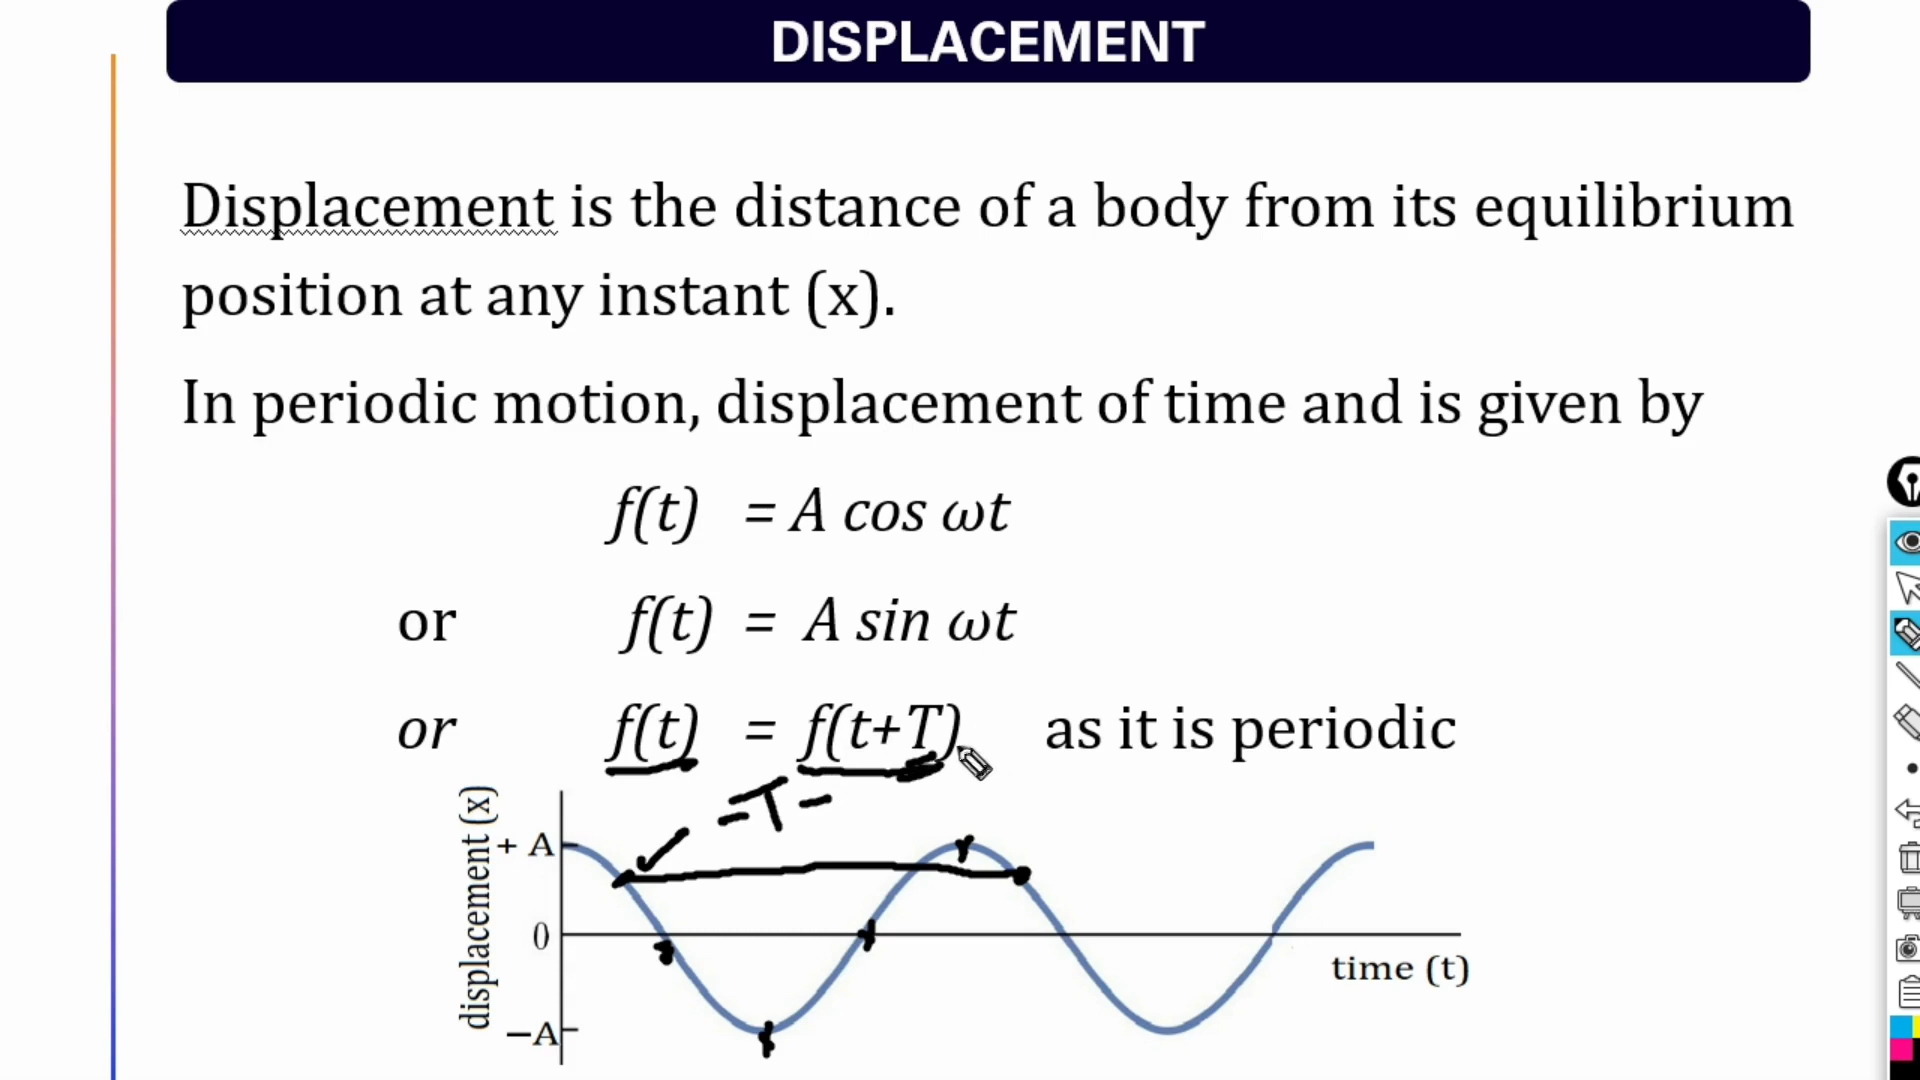 DISPLACEMENT
Displacement is the distance of a body from its equilibrium
position at any instant (x).
In periodic motion, displacement of time and is given by
f(t) = A cos ωt
or f(t) = A sin ωt
or f(t) = f(t+T) as it is periodic
-T-
displacement (x)
+ A
0
time (t)
−A